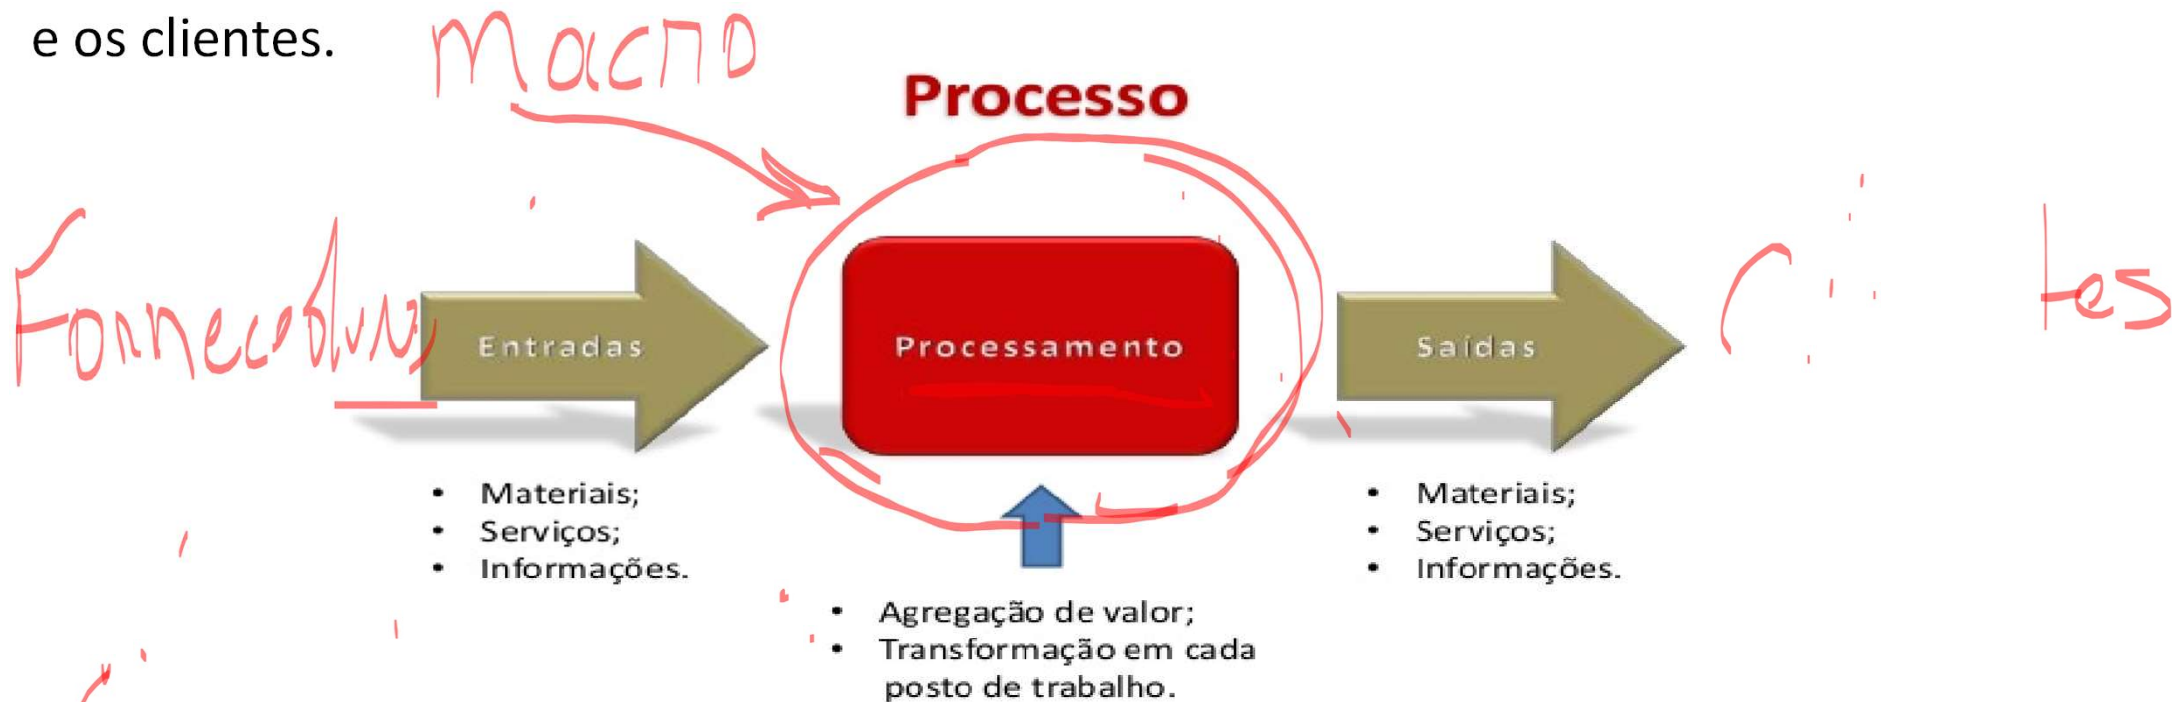 e os clientes.
Macro
Processo
Fornecedores
Entradas
Processamento
Saídas
tes
• Materiais;
• Serviços;
• Informações.
• Agregação de valor;
• Transformação em cada
posto de trabalho.
• Materiais;
• Serviços;
• Informações.